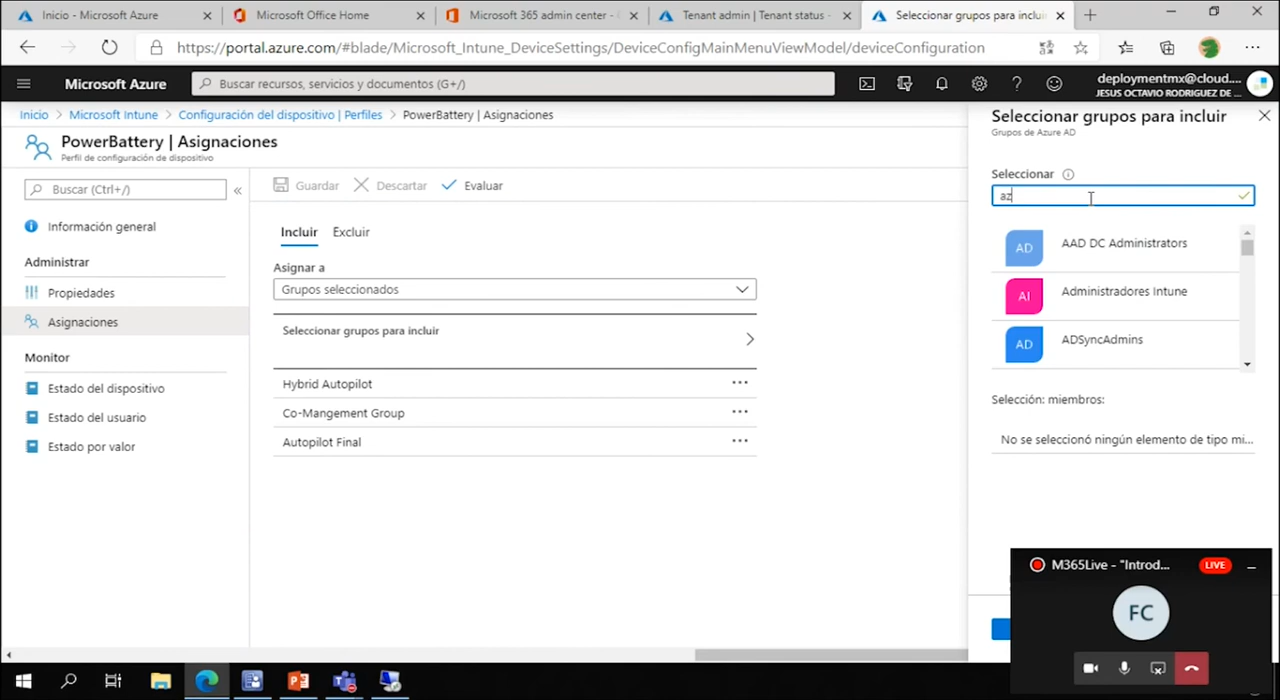 Inicio - Microsoft Azure
Microsoft Office Home
Microsoft 365 admin center -
Tenant admin | Tenant status -
Seleccionar grupos para inclui
https://portal.azure.com/#blade/Microsoft_Intune_DeviceSettings/DeviceConfigMainMenuViewModel/deviceConfiguration
Microsoft Azure
Buscar recursos, servicios y documentos (G+/)
deploymentmx@cloud....
JESUS OCTAVIO RODRIGUEZ DE ...
Inicio > Microsoft Intune > Configuración del dispositivo | Perfiles > PowerBattery | Asignaciones
PowerBattery | Asignaciones
Perfil de configuración de dispositivo
Buscar (Ctrl+/)
«
Información general
Administrar
Propiedades
Asignaciones
Monitor
Estado del dispositivo
Estado del usuario
Estado por valor
Guardar
Descartar
Evaluar
Incluir
Excluir
Asignar a
Grupos seleccionados
Seleccionar grupos para incluir
Hybrid Autopilot
Co-Mangement Group
Autopilot Final
Seleccionar grupos para incluir
Grupos de Azure AD
Seleccionar
az
AD
AAD DC Administrators
AI
Administradores Intune
AD
ADSyncAdmins
Selección: miembros:
No se seleccionó ningún elemento de tipo mi...
M365Live - "Introd...
LIVE
FC